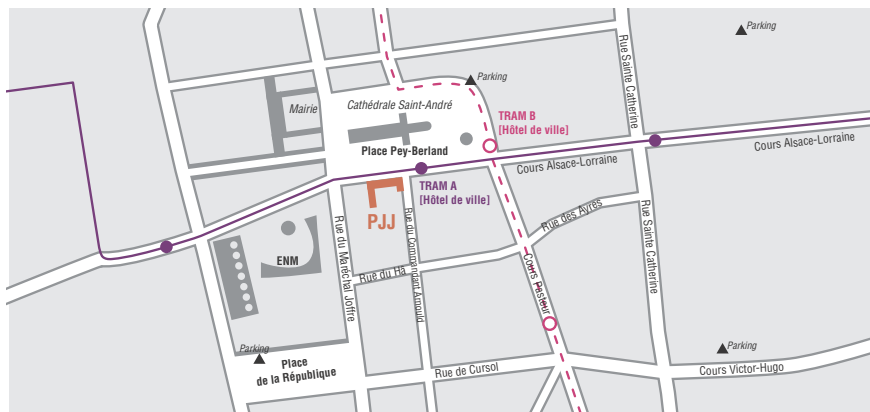 Parking
Rue Sainte Catherine
Parking
Cathédrale Saint-André
Mairie
TRAM B
[Hôtel de ville]
Place Pey-Berland
Cours Alsace-Lorraine
Cours Alsace-Lorraine
TRAM A
[Hôtel de ville]
PJJ
Rue des Ayres
Rue Sainte Catherine
Rue du Maréchal Joffre
Rue du Commandant Arnould
ENM
Rue du Hâ
Cours Pasteur
Parking
Parking
Place
de la République
Rue de Cursol
Cours Victor-Hugo